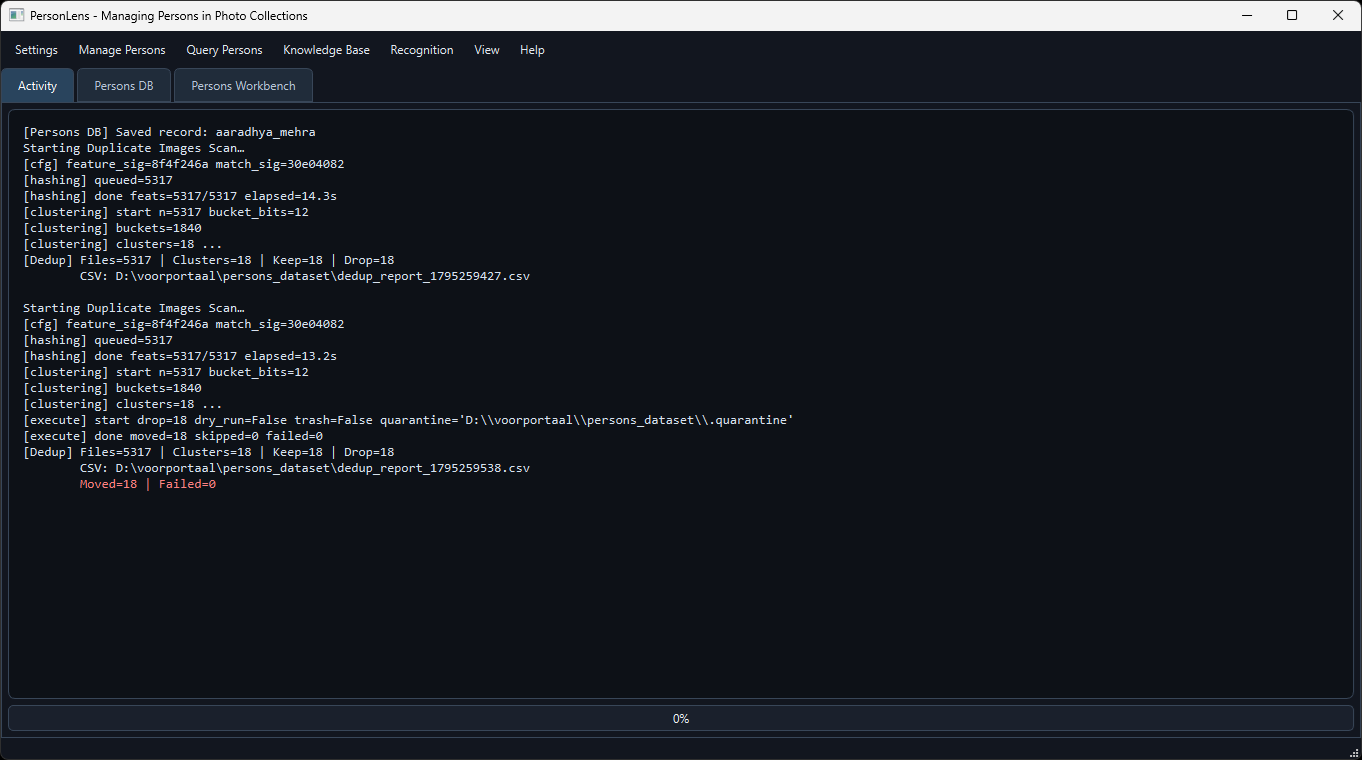 PersonLens - Managing Persons in Photo Collections
Settings Manage Persons Query Persons Knowledge Base Recognition View Help
Activity Persons DB Persons Workbench
[Persons DB] Saved record: aaradhya_mehra
Starting Duplicate Images Scan…
[cfg] feature_sig=8f4f246a match_sig=30e04082
[hashing] queued=5317
[hashing] done feats=5317/5317 elapsed=14.3s
[clustering] start n=5317 bucket_bits=12
[clustering] buckets=1840
[clustering] clusters=18 ...
[Dedup] Files=5317 | Clusters=18 | Keep=18 | Drop=18
CSV: D:\voorportaal\persons_dataset\dedup_report_1795259427.csv
Starting Duplicate Images Scan…
[cfg] feature_sig=8f4f246a match_sig=30e04082
[hashing] queued=5317
[hashing] done feats=5317/5317 elapsed=13.2s
[clustering] start n=5317 bucket_bits=12
[clustering] buckets=1840
[clustering] clusters=18 ...
[execute] start drop=18 dry_run=False trash=False quarantine='D:\\voorportaal\\persons_dataset\\.quarantine'
[execute] done moved=18 skipped=0 failed=0
[Dedup] Files=5317 | Clusters=18 | Keep=18 | Drop=18
CSV: D:\voorportaal\persons_dataset\dedup_report_1795259538.csv
Moved=18 | Failed=0
0%